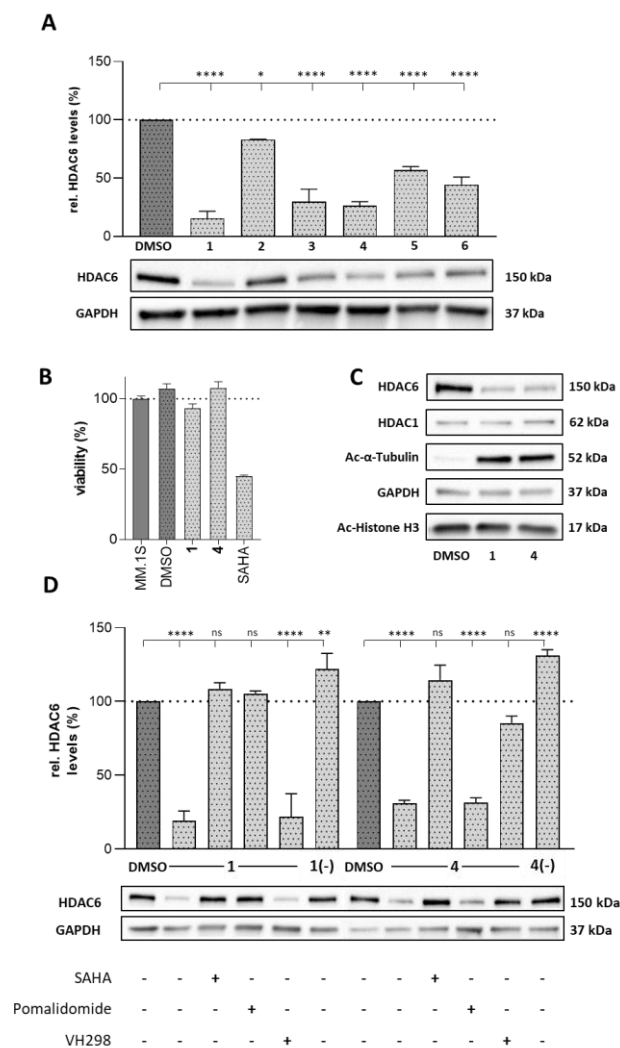 A
150
100
50
0
rel. HDAC6 levels (%)
**** * **** **** **** ****
DMSO 1 2 3 4 5 6
HDAC6 150 kDa
GAPDH 37 kDa
B
100
50
0
viability (%)
MM.1S DMSO 1 4 SAHA
C
HDAC6 150 kDa
HDAC1 62 kDa
Ac-α-Tubulin 52 kDa
GAPDH 37 kDa
Ac-Histone H3 17 kDa
DMSO 1 4
D
150
100
50
0
rel. HDAC6
levels (%)
**** ns ns **** ** **** ns **** ns ****
DMSO 1 1(-) DMSO 4 4(-)
HDAC6 150 kDa
GAPDH 37 kDa
SAHA - - + - - - - - + - - -
Pomalidomide - - - + - - - - - + - -
VH298 - - - - + - - - - - + -